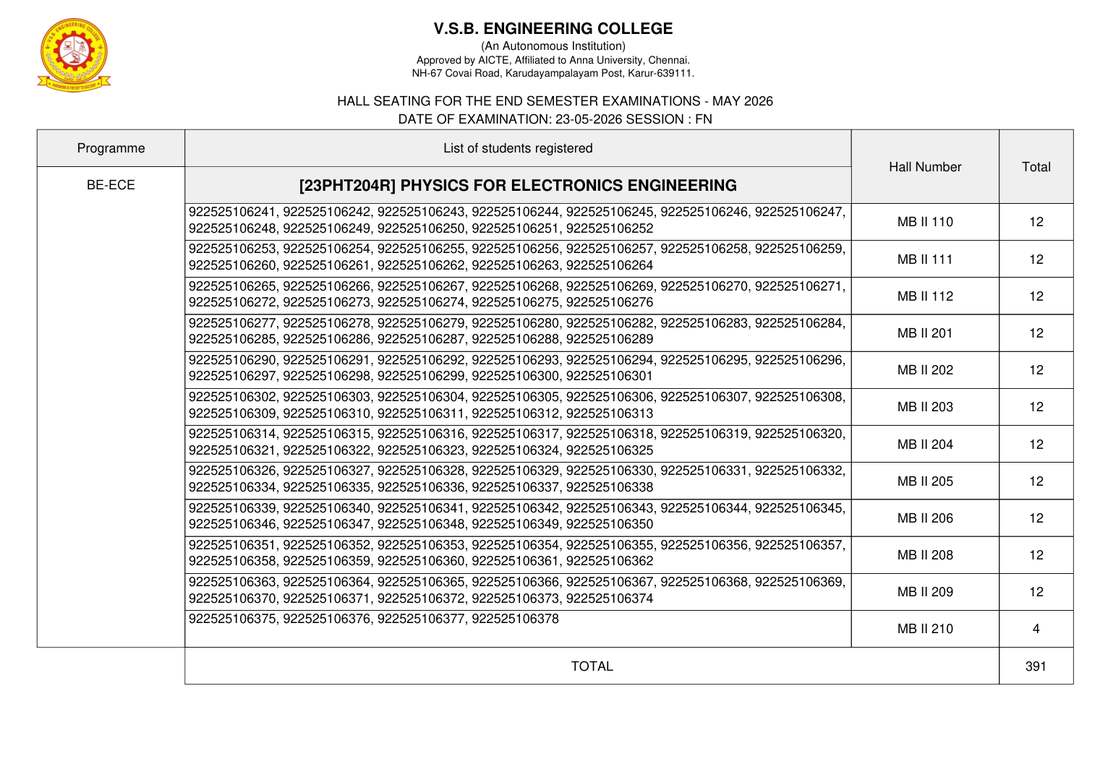 V.S.B. ENGINEERING COLLEGE
(An Autonomous Institution)
Approved by AICTE, Affiliated to Anna University, Chennai.
NH-67 Covai Road, Karudayampalayam Post, Karur-639111.
HALL SEATING FOR THE END SEMESTER EXAMINATIONS - MAY 2026
DATE OF EXAMINATION: 23-05-2026 SESSION : FN
Programme List of students registered Hall Number Total
BE-ECE [23PHT204R] PHYSICS FOR ELECTRONICS ENGINEERING
922525106241, 922525106242, 922525106243, 922525106244, 922525106245, 922525106246, 922525106247,
922525106248, 922525106249, 922525106250, 922525106251, 922525106252
MB II 110 12
922525106253, 922525106254, 922525106255, 922525106256, 922525106257, 922525106258, 922525106259,
922525106260, 922525106261, 922525106262, 922525106263, 922525106264
MB II 111 12
922525106265, 922525106266, 922525106267, 922525106268, 922525106269, 922525106270, 922525106271,
922525106272, 922525106273, 922525106274, 922525106275, 922525106276
MB II 112 12
922525106277, 922525106278, 922525106279, 922525106280, 922525106282, 922525106283, 922525106284,
922525106285, 922525106286, 922525106287, 922525106288, 922525106289
MB II 201 12
922525106290, 922525106291, 922525106292, 922525106293, 922525106294, 922525106295, 922525106296,
922525106297, 922525106298, 922525106299, 922525106300, 922525106301
MB II 202 12
922525106302, 922525106303, 922525106304, 922525106305, 922525106306, 922525106307, 922525106308,
922525106309, 922525106310, 922525106311, 922525106312, 922525106313
MB II 203 12
922525106314, 922525106315, 922525106316, 922525106317, 922525106318, 922525106319, 922525106320,
922525106321, 922525106322, 922525106323, 922525106324, 922525106325
MB II 204 12
922525106326, 922525106327, 922525106328, 922525106329, 922525106330, 922525106331, 922525106332,
922525106334, 922525106335, 922525106336, 922525106337, 922525106338
MB II 205 12
922525106339, 922525106340, 922525106341, 922525106342, 922525106343, 922525106344, 922525106345,
922525106346, 922525106347, 922525106348, 922525106349, 922525106350
MB II 206 12
922525106351, 922525106352, 922525106353, 922525106354, 922525106355, 922525106356, 922525106357,
922525106358, 922525106359, 922525106360, 922525106361, 922525106362
MB II 208 12
922525106363, 922525106364, 922525106365, 922525106366, 922525106367, 922525106368, 922525106369,
922525106370, 922525106371, 922525106372, 922525106373, 922525106374
MB II 209 12
922525106375, 922525106376, 922525106377, 922525106378
MB II 210 4
TOTAL 391